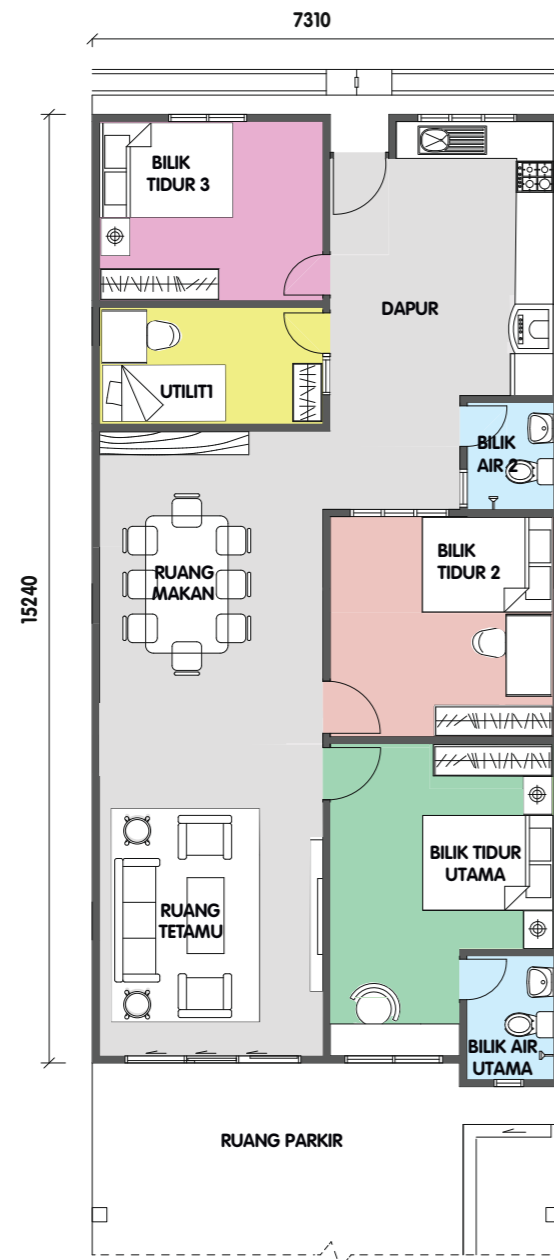 7310
BILIK
TIDUR 3
DAPUR
UTILITI
BILIK
AIR 2
BILIK
TIDUR 2
RUANG
MAKAN
15240
BILIK TIDUR
UTAMA
RUANG
TETAMU
BILIK AIR
UTAMA
RUANG PARKIR